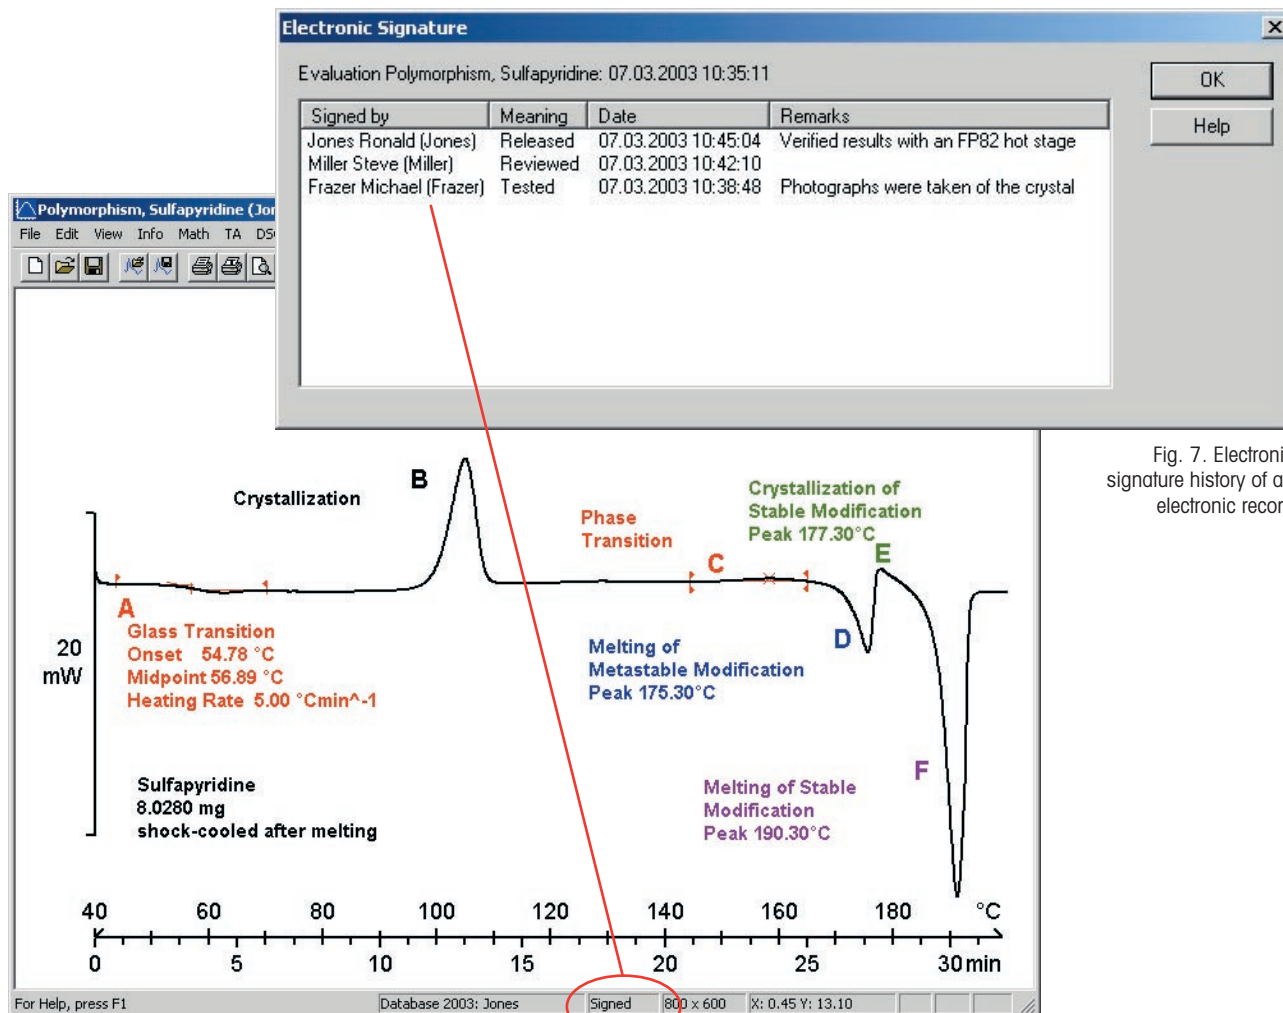 Electronic Signature
Evaluation Polymorphism, Sulfapyridine: 07.03.2003 10:35:11
OK
Help
Signed by Meaning Date Remarks
Jones Ronald (Jones) Released 07.03.2003 10:45:04 Verified results with an FP82 hot stage
Miller Steve (Miller) Reviewed 07.03.2003 10:42:10
Frazer Michael (Frazer) Tested 07.03.2003 10:38:48 Photographs were taken of the crystal
Polymorphism, Sulfapyridine (Jon
File Edit View Info Math TA DS
Fig. 7. Electroni
signature history of a
electronic recor
Crystallization
B
Phase
Transition
C
Crystallization of
Stable Modification
Peak 177.30°C
E
A
Glass Transition
Onset 54.78 °C
Midpoint 56.89 °C
Heating Rate 5.00 °Cmin^-1
20
mW
Melting of
Metastable Modification
Peak 175.30°C
D
Sulfapyridine
8.0280 mg
shock-cooled after melting
Melting of Stable
Modification
Peak 190.30°C
F
40 60 80 100 120 140 160 180 °C
0 5 10 15 20 25 30 min
For Help, press F1 Database 2003: Jones Signed 800 x 600 X: 0.45 Y: 13.10